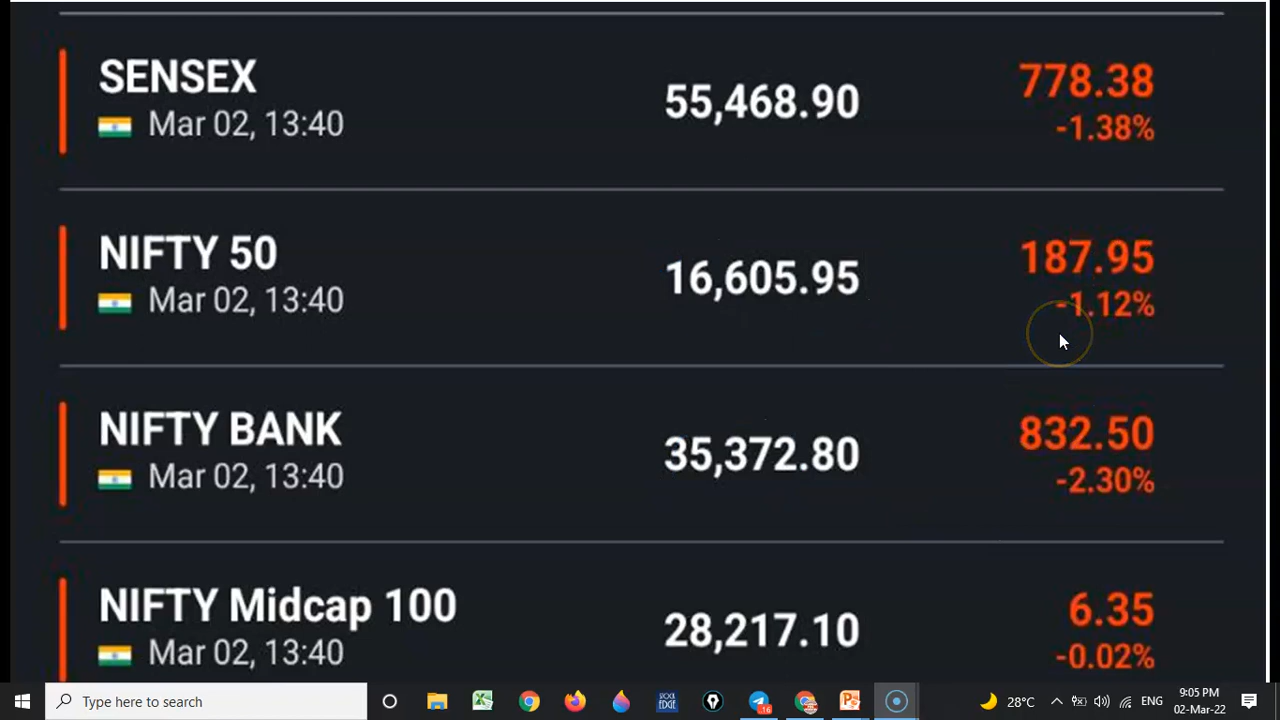 SENSEX
Mar 02, 13:40
55,468.90
778.38
-1.38%
NIFTY 50
Mar 02, 13:40
16,605.95
187.95
-1.12%
NIFTY BANK
Mar 02, 13:40
35,372.80
832.50
-2.30%
NIFTY Midcap 100
Mar 02, 13:40
28,217.10
6.35
-0.02%
Type here to search
STOCK
EDGE
16
28°C
ENG
9:05 PM
02-Mar-22